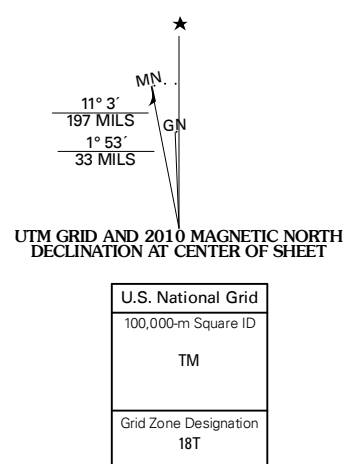 ★
MN
11° 3´
197 MILS
GN
1° 53´
33 MILS
UTM GRID AND 2010 MAGNETIC NORTH
DECLINATION AT CENTER OF SHEET
U.S. National Grid
100,000-m Square ID
TM
Grid Zone Designation
18T